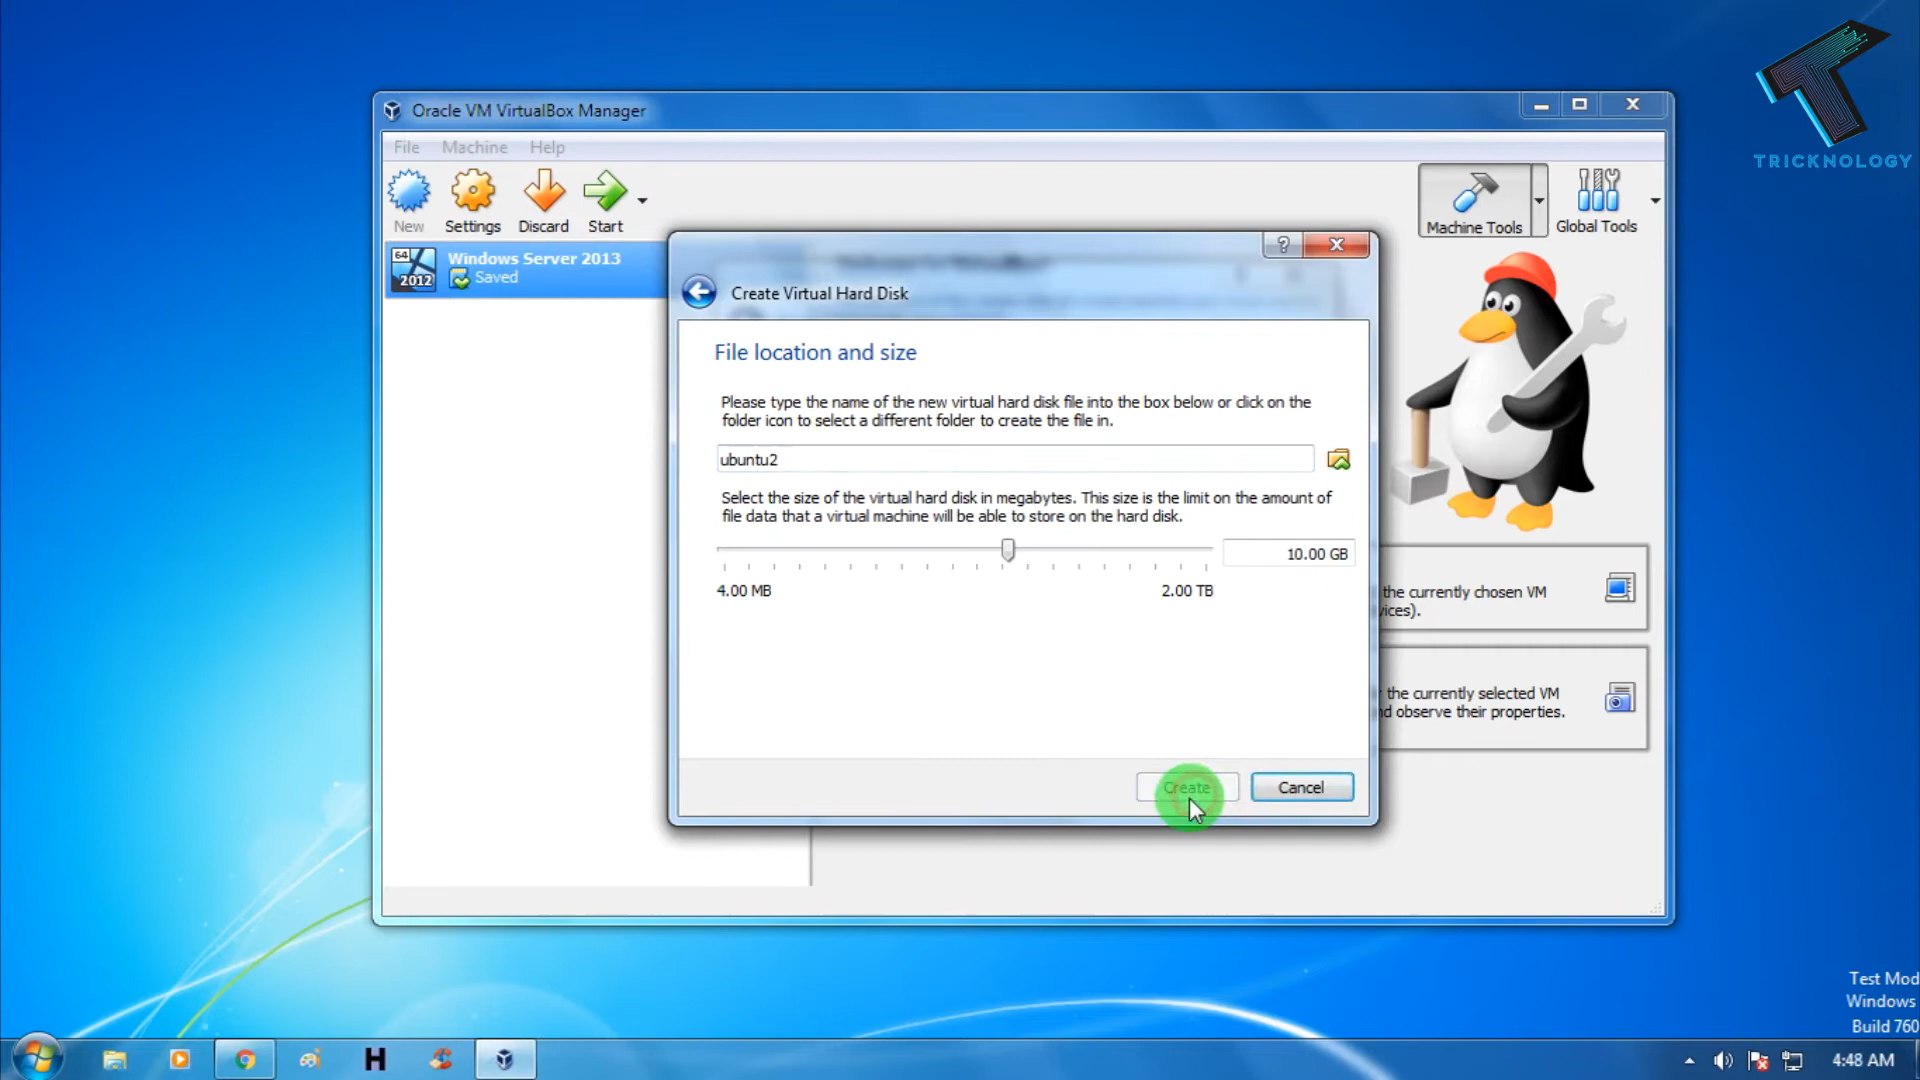 TRICKNOLOGY
Oracle VM VirtualBox Manager
File Machine Help
New Settings Discard Start
Machine Tools Global Tools
64
2012
Windows Server 2013
Saved
Create Virtual Hard Disk
File location and size
Please type the name of the new virtual hard disk file into the box below or click on the
folder icon to select a different folder to create the file in.
ubuntu2
Select the size of the virtual hard disk in megabytes. This size is the limit on the amount of
file data that a virtual machine will be able to store on the hard disk.
10.00 GB
4.00 MB 2.00 TB
the currently chosen VM
vices).
the currently selected VM
nd observe their properties.
Create Cancel
Test Mod
Windows
Build 760
H
4:48 AM